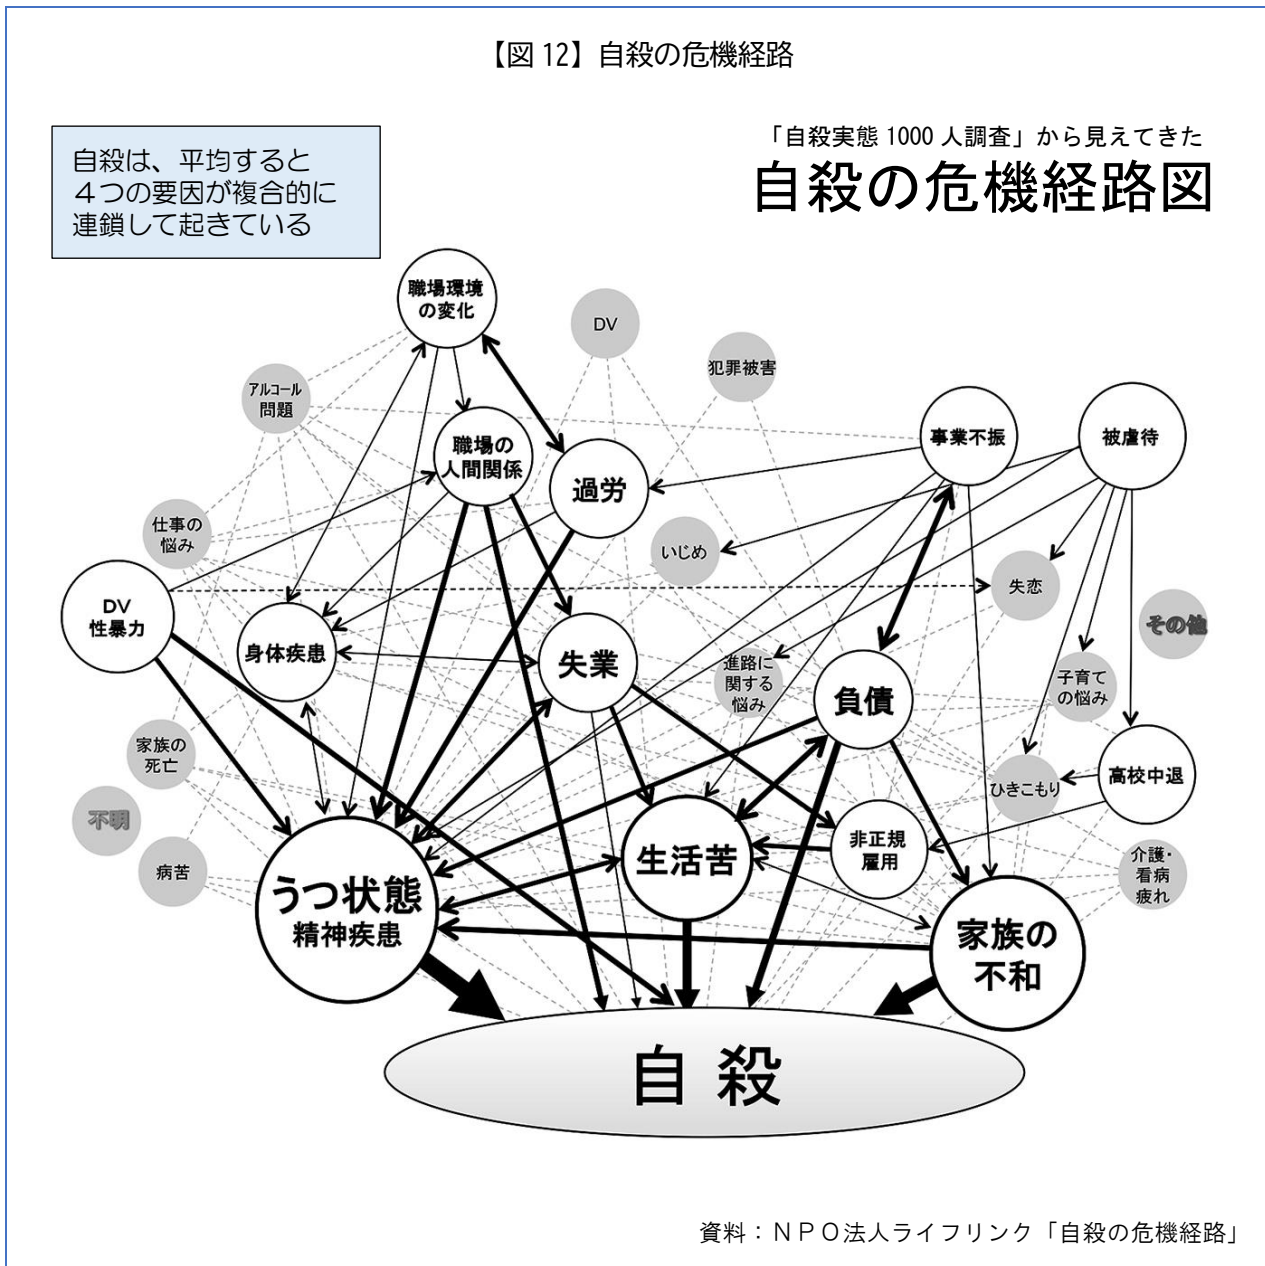 【図 12】自殺の危機経路
自殺は、平均すると
４つの要因が複合的に
連鎖して起きている
「自殺実態 1000 人調査」から見えてきた
自殺の危機経路図
職場環境
の変化
DV
犯罪被害
アルコール
問題
職場の
人間関係
過労
事業不振
被虐待
仕事の
悩み
いじめ
失恋
DV
性暴力
その他
身体疾患
失業
進路に
関する
悩み
負債
子育て
の悩み
家族の
死亡
ひきこもり
高校中退
不明
病苦
生活苦
非正規
雇用
介護・
看病
疲れ
うつ状態
精神疾患
家族の
不和
自 殺
資料：ＮＰＯ法人ライフリンク「自殺の危機経路」